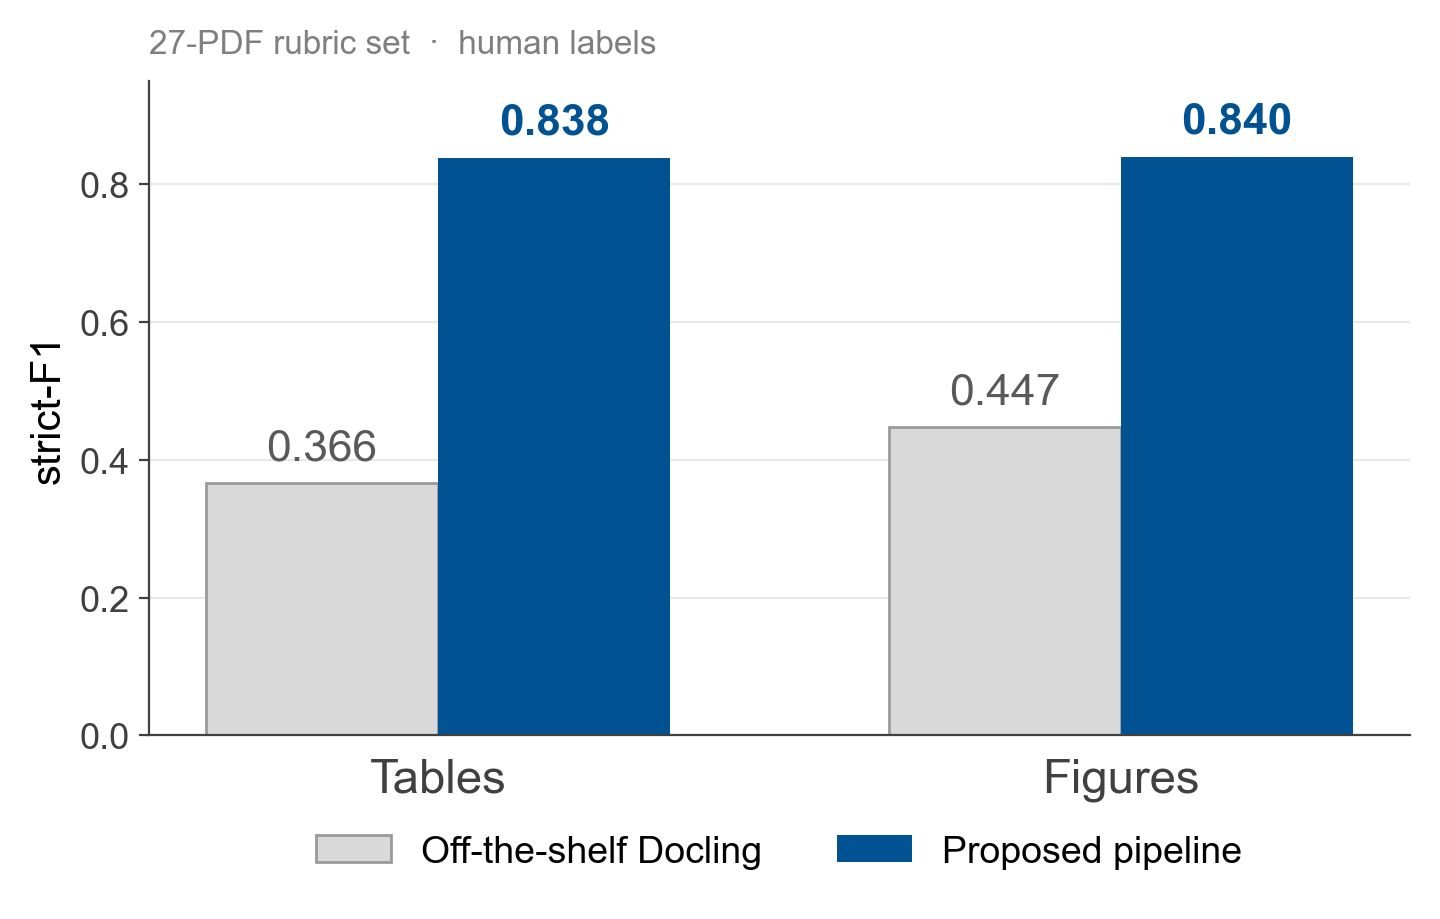 27-PDF rubric set · human labels
0.838
0.840
0.8
0.6
0.447
0.366
0.4
0.2
0.0
strict-F1
Tables
Figures
Off-the-shelf Docling
Proposed pipeline